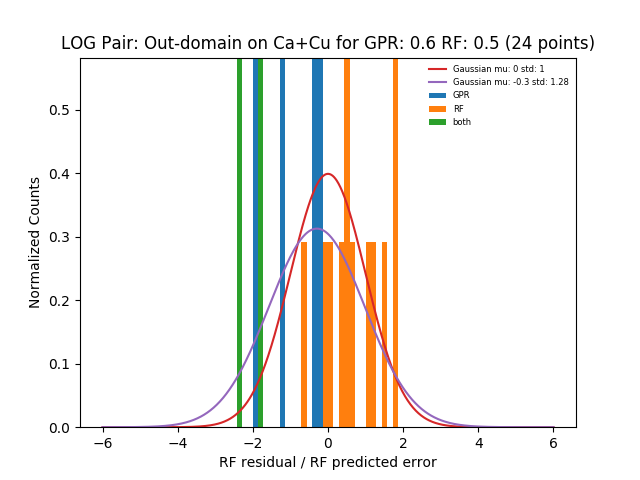 LOG Pair: Out-domain on Ca+Cu for GPR: 0.6 RF: 0.5 (24 points)
Gaussian mu: 0 std: 1
Gaussian mu: -0.3 std: 1.28
GPR
RF
both
Normalized Counts
0.5
0.4
0.3
0.2
0.1
0.0
−6 −4 −2 0 2 4 6
RF residual / RF predicted error